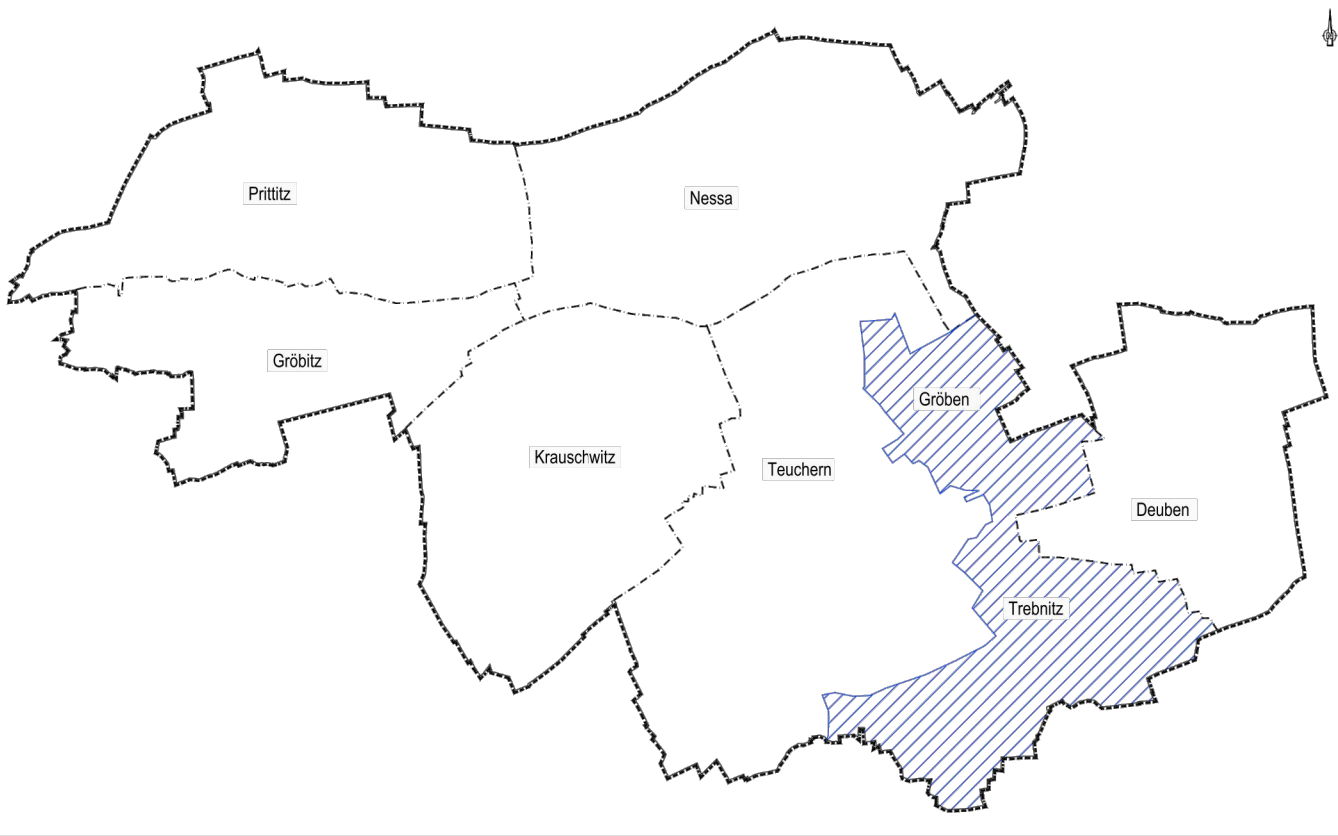 Prittitz
Nessa
Gröbitz
Gröben
Krauschwitz
Teuchern
Deuben
Trebnitz